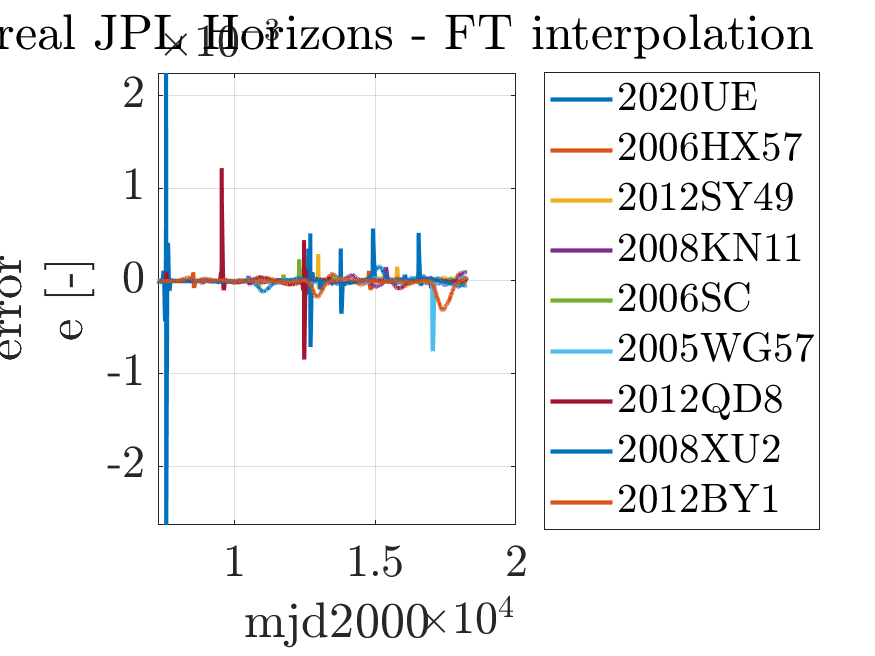 real JPL Horizons - FT interpolation
×10⁻³
2
1
0
-1
-2
error
e [-]
1
1.5
2
mjd2000
×10⁴
2020UE
2006HX57
2012SY49
2008KN11
2006SC
2005WG57
2012QD8
2008XU2
2012BY1